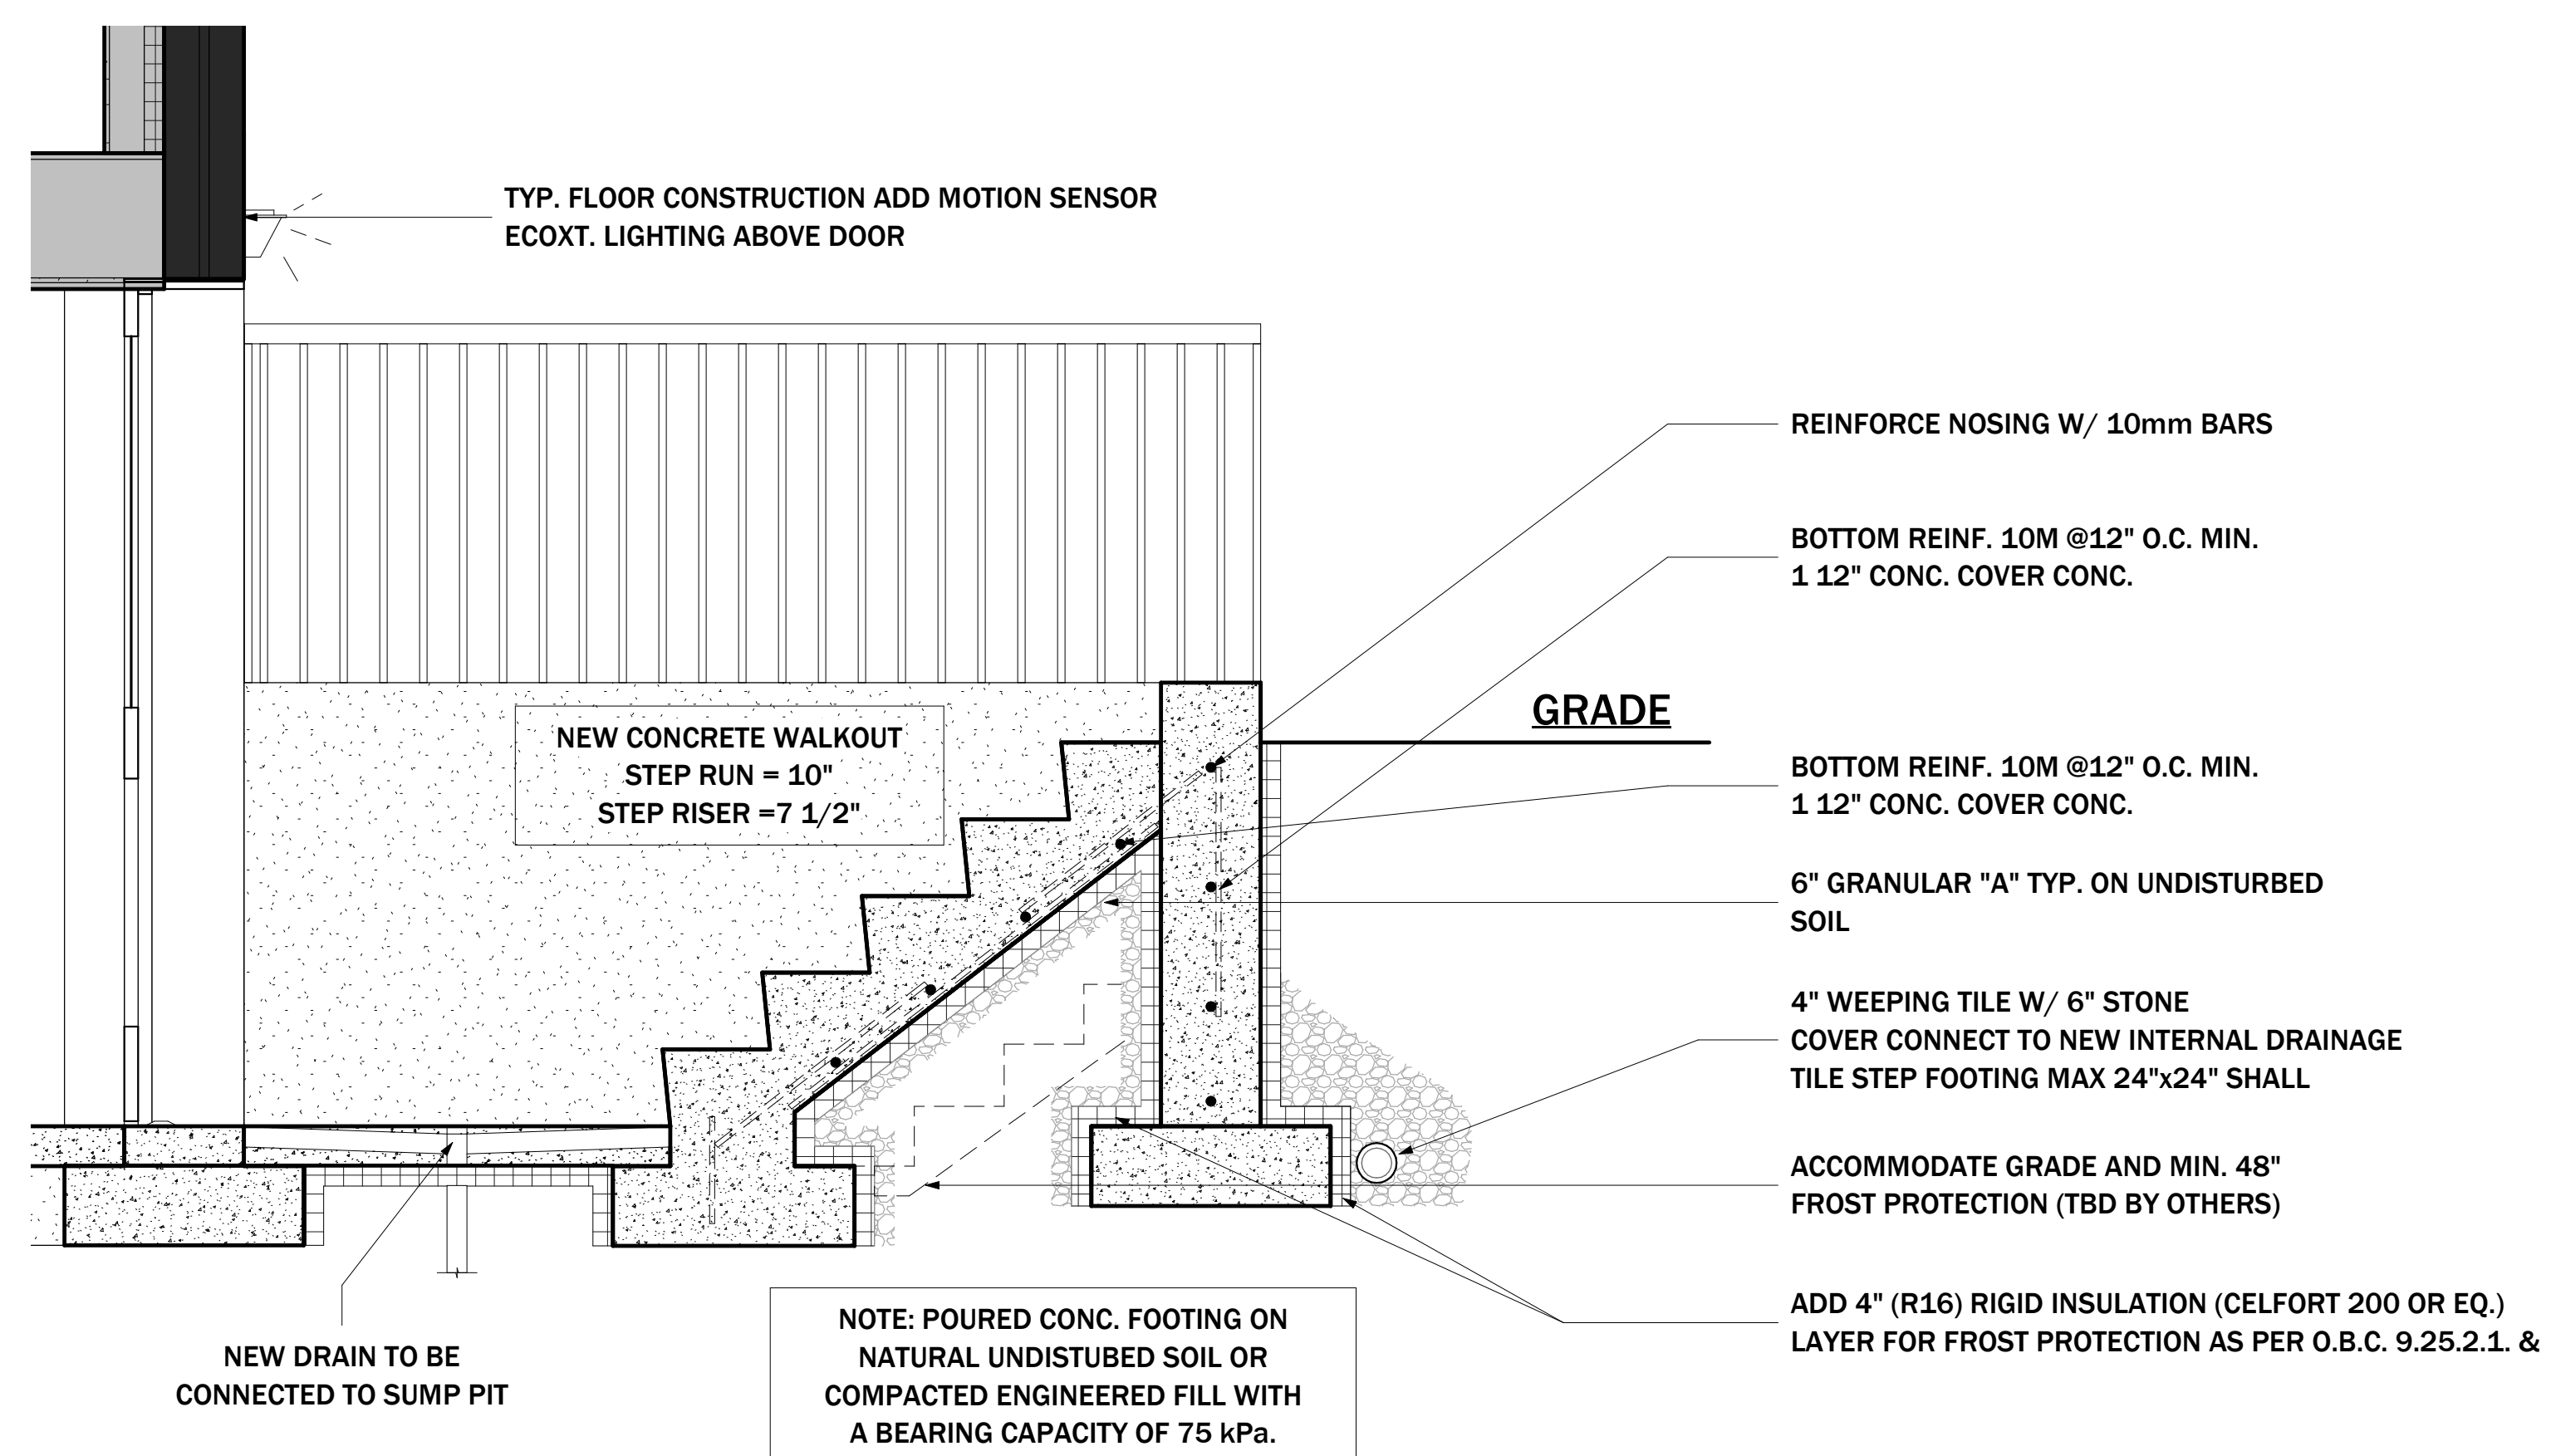 TYP. FLOOR CONSTRUCTION ADD MOTION SENSOR
ECOXT. LIGHTING ABOVE DOOR
REINFORCE NOSING W/ 10mm BARS
BOTTOM REINF. 10M @12" O.C. MIN.
1 12" CONC. COVER CONC.
GRADE
NEW CONCRETE WALKOUT
STEP RUN = 10"
STEP RISER =7 1/2"
BOTTOM REINF. 10M @12" O.C. MIN.
1 12" CONC. COVER CONC.
6" GRANULAR "A" TYP. ON UNDISTURBED
SOIL
4" WEEPING TILE W/ 6" STONE
COVER CONNECT TO NEW INTERNAL DRAINAGE
TILE STEP FOOTING MAX 24"x24" SHALL
ACCOMMODATE GRADE AND MIN. 48"
FROST PROTECTION (TBD BY OTHERS)
ADD 4" (R16) RIGID INSULATION (CELFORT 200 OR EQ.)
LAYER FOR FROST PROTECTION AS PER O.B.C. 9.25.2.1. &
NEW DRAIN TO BE
CONNECTED TO SUMP PIT
NOTE: POURED CONC. FOOTING ON
NATURAL UNDISTUBED SOIL OR
COMPACTED ENGINEERED FILL WITH
A BEARING CAPACITY OF 75 kPa.